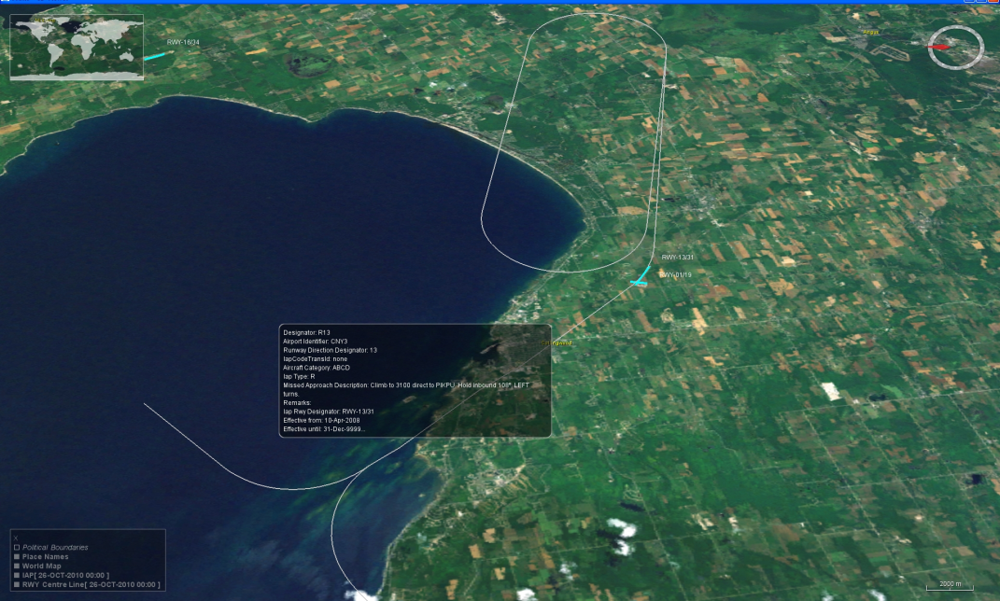 RWY-16/34
Angus
RWY-13/31
RWY-01/19
Designator: R13
Airport Identifier: CNY3
Runway Direction Designator: 13
IapCodeTransId: none
Aircraft Category: ABCD
Iap Type: R
Missed Approach Description: Climb to 3100 direct to PIKPU. Hold inbound 108°, LEFT
turns.
Remarks:
Iap Rwy Designator: RWY-13/31
Effective from: 10-Apr-2008
Effective until: 31-Dec-9999...
X
Political Boundaries
Place Names
World Map
IAP[ 26-OCT-2010 00:00 ]
RWY Centre Line[ 26-OCT-2010 00:00 ]
2000 m